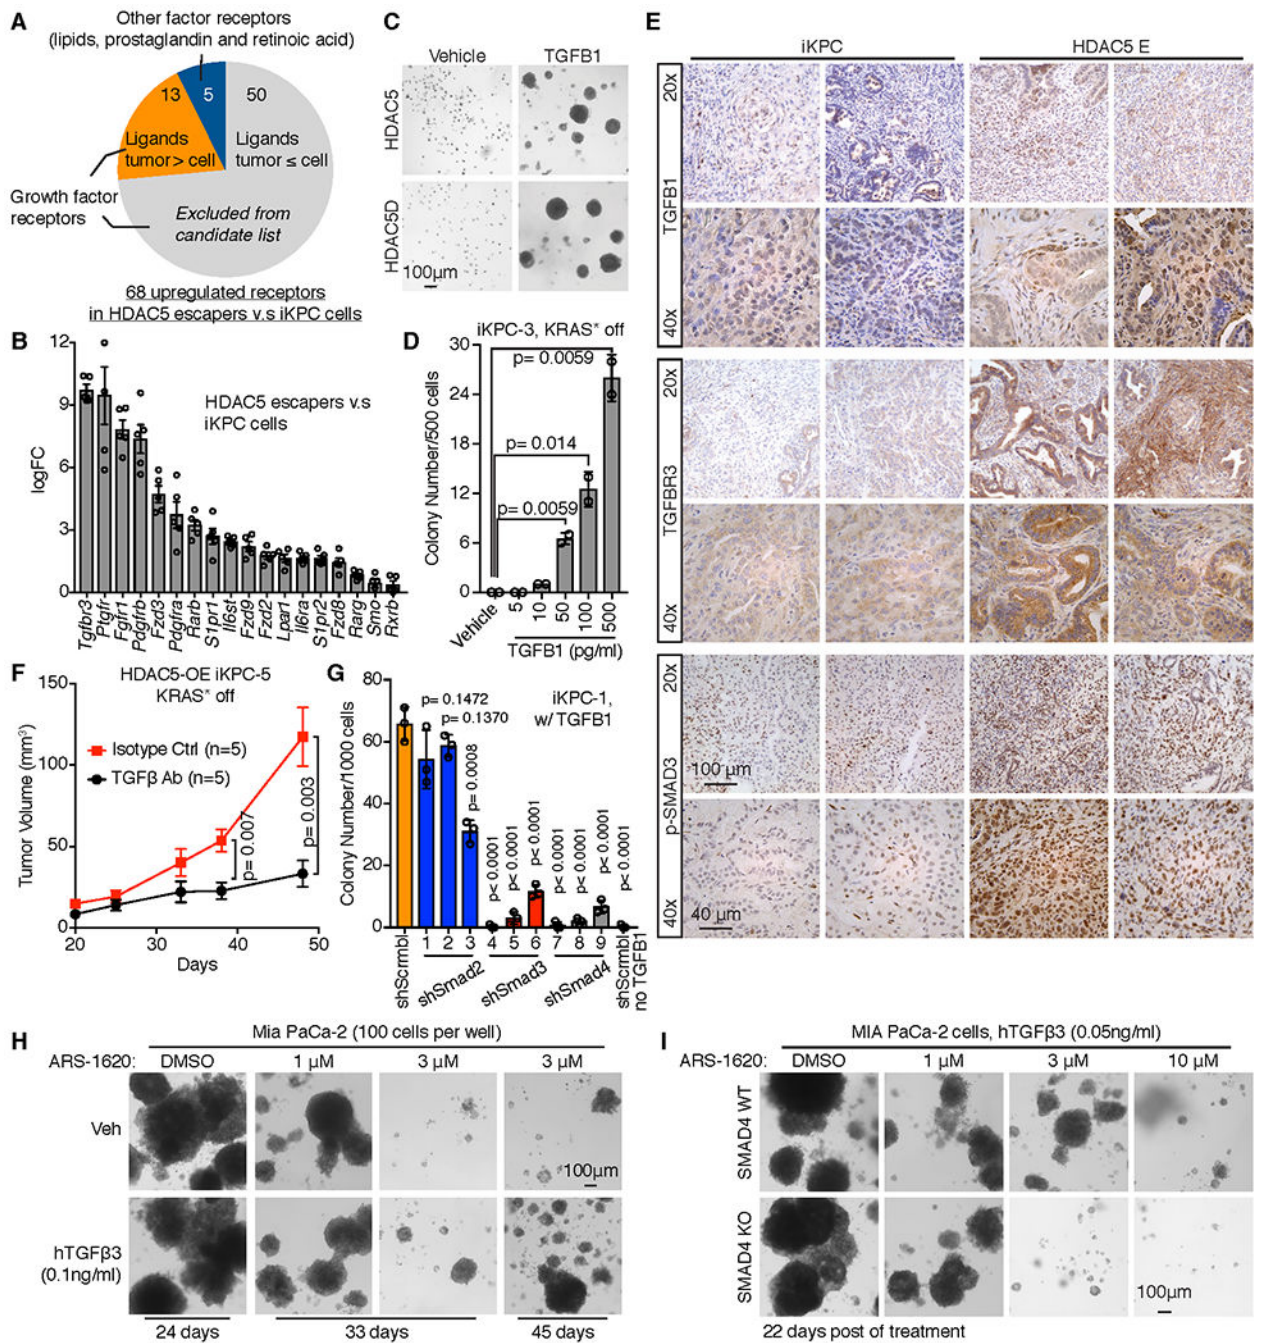 A
Other factor receptors
(lipids, prostaglandin and retinoic acid)
13
5
50
Ligands
tumor > cell
Ligands
tumor ≤ cell
Growth factor
receptors
Excluded from
candidate list
68 upregulated receptors
in HDAC5 escapers v.s iKPC cells
B
12
9
6
3
0
logFC
HDAC5 escapers v.s
iKPC cells
Tgfbr3
Ptgfr
Fgfr1
Pdgfrb
Fzd3
Pdgfra
Rarb
S1pr1
Il6st
Fzd9
Fzd2
Lpar1
Il6ra
S1pr2
Fzd8
Rarg
Smo
Rxrb
C
Vehicle
TGFB1
HDAC5
HDAC5D
100μm
D
iKPC-3, KRAS* off
30
24
18
12
6
0
Colony Number/500 cells
p= 0.0059
p= 0.014
p= 0.0059
Vehicle
5
10
50
100
500
TGFB1 (pg/ml)
E
iKPC
HDAC5 E
20x
TGFB1
40x
20x
TGFBR3
40x
20x
p-SMAD3
40x
100 μm
40 μm
F
HDAC5-OE iKPC-5
KRAS* off
150
100
50
0
Tumor Volume (mm³)
Isotype Ctrl (n=5)
TGFβ Ab (n=5)
p= 0.007
p= 0.003
20
30
40
50
Days
G
80
60
40
20
0
Colony Number/1000 cells
iKPC-1,
w/ TGFB1
p= 0.1472
p= 0.1370
p= 0.0008
p< 0.0001
p< 0.0001
p< 0.0001
p< 0.0001
p< 0.0001
p< 0.0001
p< 0.0001
shScrmbl
1
2
3
4
5
6
7
8
9
shSmad2
shSmad3
shSmad4
shScrmbl
no TGFB1
H
Mia PaCa-2 (100 cells per well)
ARS-1620:
DMSO
1 μM
3 μM
3 μM
Veh
100μm
hTGFβ3
(0.1ng/ml)
24 days
33 days
45 days
I
MIA PaCa-2 cells, hTGFβ3 (0.05ng/ml)
ARS-1620:
DMSO
1 μM
3 μM
10 μM
SMAD4 WT
SMAD4 KO
100μm
22 days post of treatment